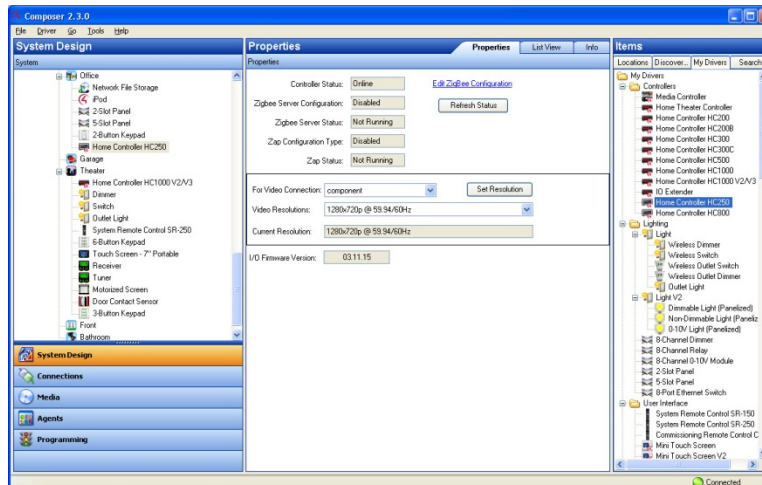 Composer 2.3.0
File Driver Go Tools Help
System Design
System
Office
Network File Storage
iPod
2-Slot Panel
5-Slot Panel
2-Button Keypad
Home Controller HC250
Garage
Theater
Home Controller HC1000 V2/V3
Dimmer
Switch
Outlet Light
System Remote Control SR-250
6-Button Keypad
Touch Screen - 7" Portable
Receiver
Tuner
Motorized Screen
Door Contact Sensor
3-Button Keypad
Front
Bathroom
System Design
Connections
Media
Agents
Programming
Properties
Properties List View Info
Properties
Controller Status: Online Edit ZigBee Configuration
Zigbee Server Configuration: Disabled Refresh Status
Zigbee Server Status: Not Running
Zap Configuration Type: Disabled
Zap Status: Not Running
For Video Connection: component Set Resolution
Video Resolutions: 1280x720p @ 59.94/60Hz
Current Resolution: 1280x720p @ 59.94/60Hz
I/O Firmware Version: 03.11.15
Items
Locations Discover... My Drivers Search
My Drivers
Controllers
Media Controller
Home Theater Controller
Home Controller HC200
Home Controller HC200B
Home Controller HC300
Home Controller HC300C
Home Controller HC500
Home Controller HC1000
Home Controller HC1000 V2/V3
IO Extender
Home Controller HC250
Home Controller HC800
Lighting
Light
Wireless Dimmer
Wireless Switch
Wireless Outlet Switch
Wireless Outlet Dimmer
Outlet Light
Light V2
Dimmable Light (Panelized)
Non-Dimmable Light (Paneliz
0-10V Light (Panelized)
8-Channel Dimmer
8-Channel Relay
8-Channel 0-10V Module
2-Slot Panel
5-Slot Panel
8-Port Ethernet Switch
User Interface
System Remote Control SR-150
System Remote Control SR-250
Commissioning Remote Control C
Mini Touch Screen
Mini Touch Screen V2
Connected